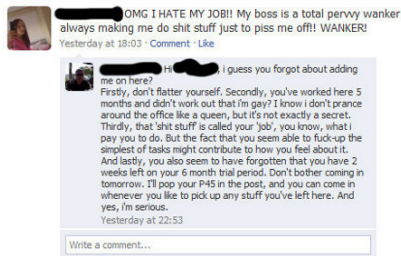 OMG I HATE MY JOB!! My boss is a total pervvy wanker
always making me do shit stuff just to piss me off!! WANKER!
Yesterday at 18:03 · Comment · Like
Hi , i guess you forgot about adding
me on here?
Firstly, don't flatter yourself. Secondly, you've worked here 5
months and didn't work out that i'm gay? I know i don't prance
around the office like a queen, but it's not exactly a secret.
Thirdly, that 'shit stuff' is called your 'job', you know, what i
pay you to do. But the fact that you seem able to fuck-up the
simplest of tasks might contribute to how you feel about it.
And lastly, you also seem to have forgotten that you have 2
weeks left on your 6 month trial period. Don't bother coming in
tomorrow. I'll pop your P45 in the post, and you can come in
whenever you like to pick up any stuff you've left here. And
yes, i'm serious.
Yesterday at 22:53
Write a comment...